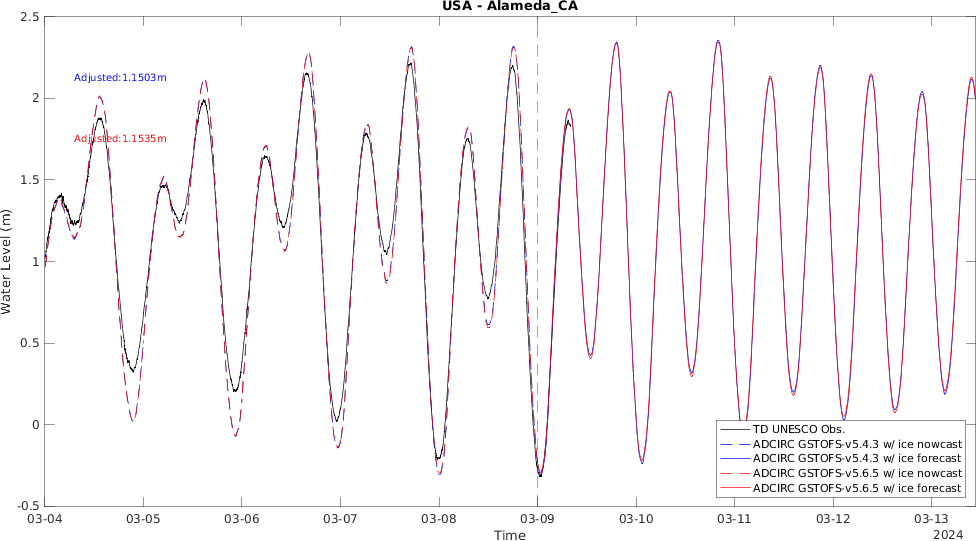 USA - Alameda_CA
2.5
2
1.5
1
0.5
0
-0.5
Water Level (m)
Adjusted:1.1503m
Adjusted:1.1535m
TD UNESCO Obs.
ADCIRC GSTOFS-v5.4.3 w/ ice nowcast
ADCIRC GSTOFS-v5.4.3 w/ ice forecast
ADCIRC GSTOFS-v5.6.5 w/ ice nowcast
ADCIRC GSTOFS-v5.6.5 w/ ice forecast
03-04 03-05 03-06 03-07 03-08 03-09 03-10 03-11 03-12 03-13
Time
2024